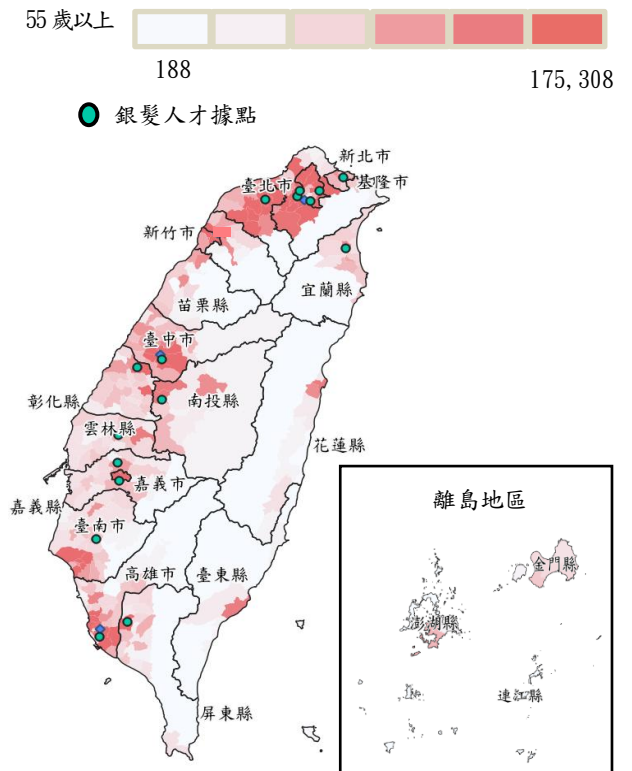 55 歲以上
188
175,308
銀髮人才據點
新北市
臺北市
基隆市
新竹市
宜蘭縣
苗栗縣
臺中市
彰化縣
南投縣
雲林縣
花蓮縣
嘉義市
嘉義縣
臺南市
高雄市
臺東縣
屏東縣
離島地區
金門縣
澎湖縣
連江縣